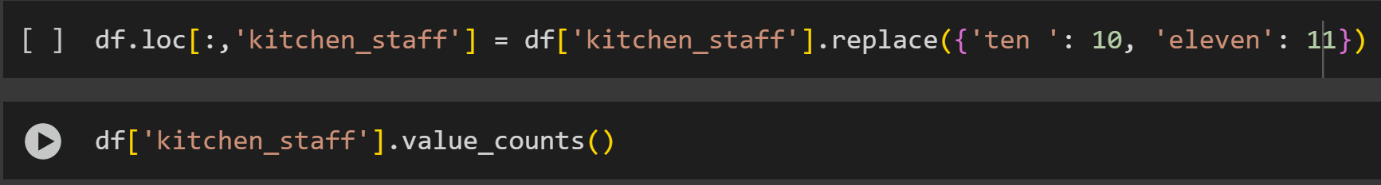 [ ] df.loc[:,'kitchen_staff'] = df['kitchen_staff'].replace({'ten ': 10, 'eleven': 11})
df['kitchen_staff'].value_counts()